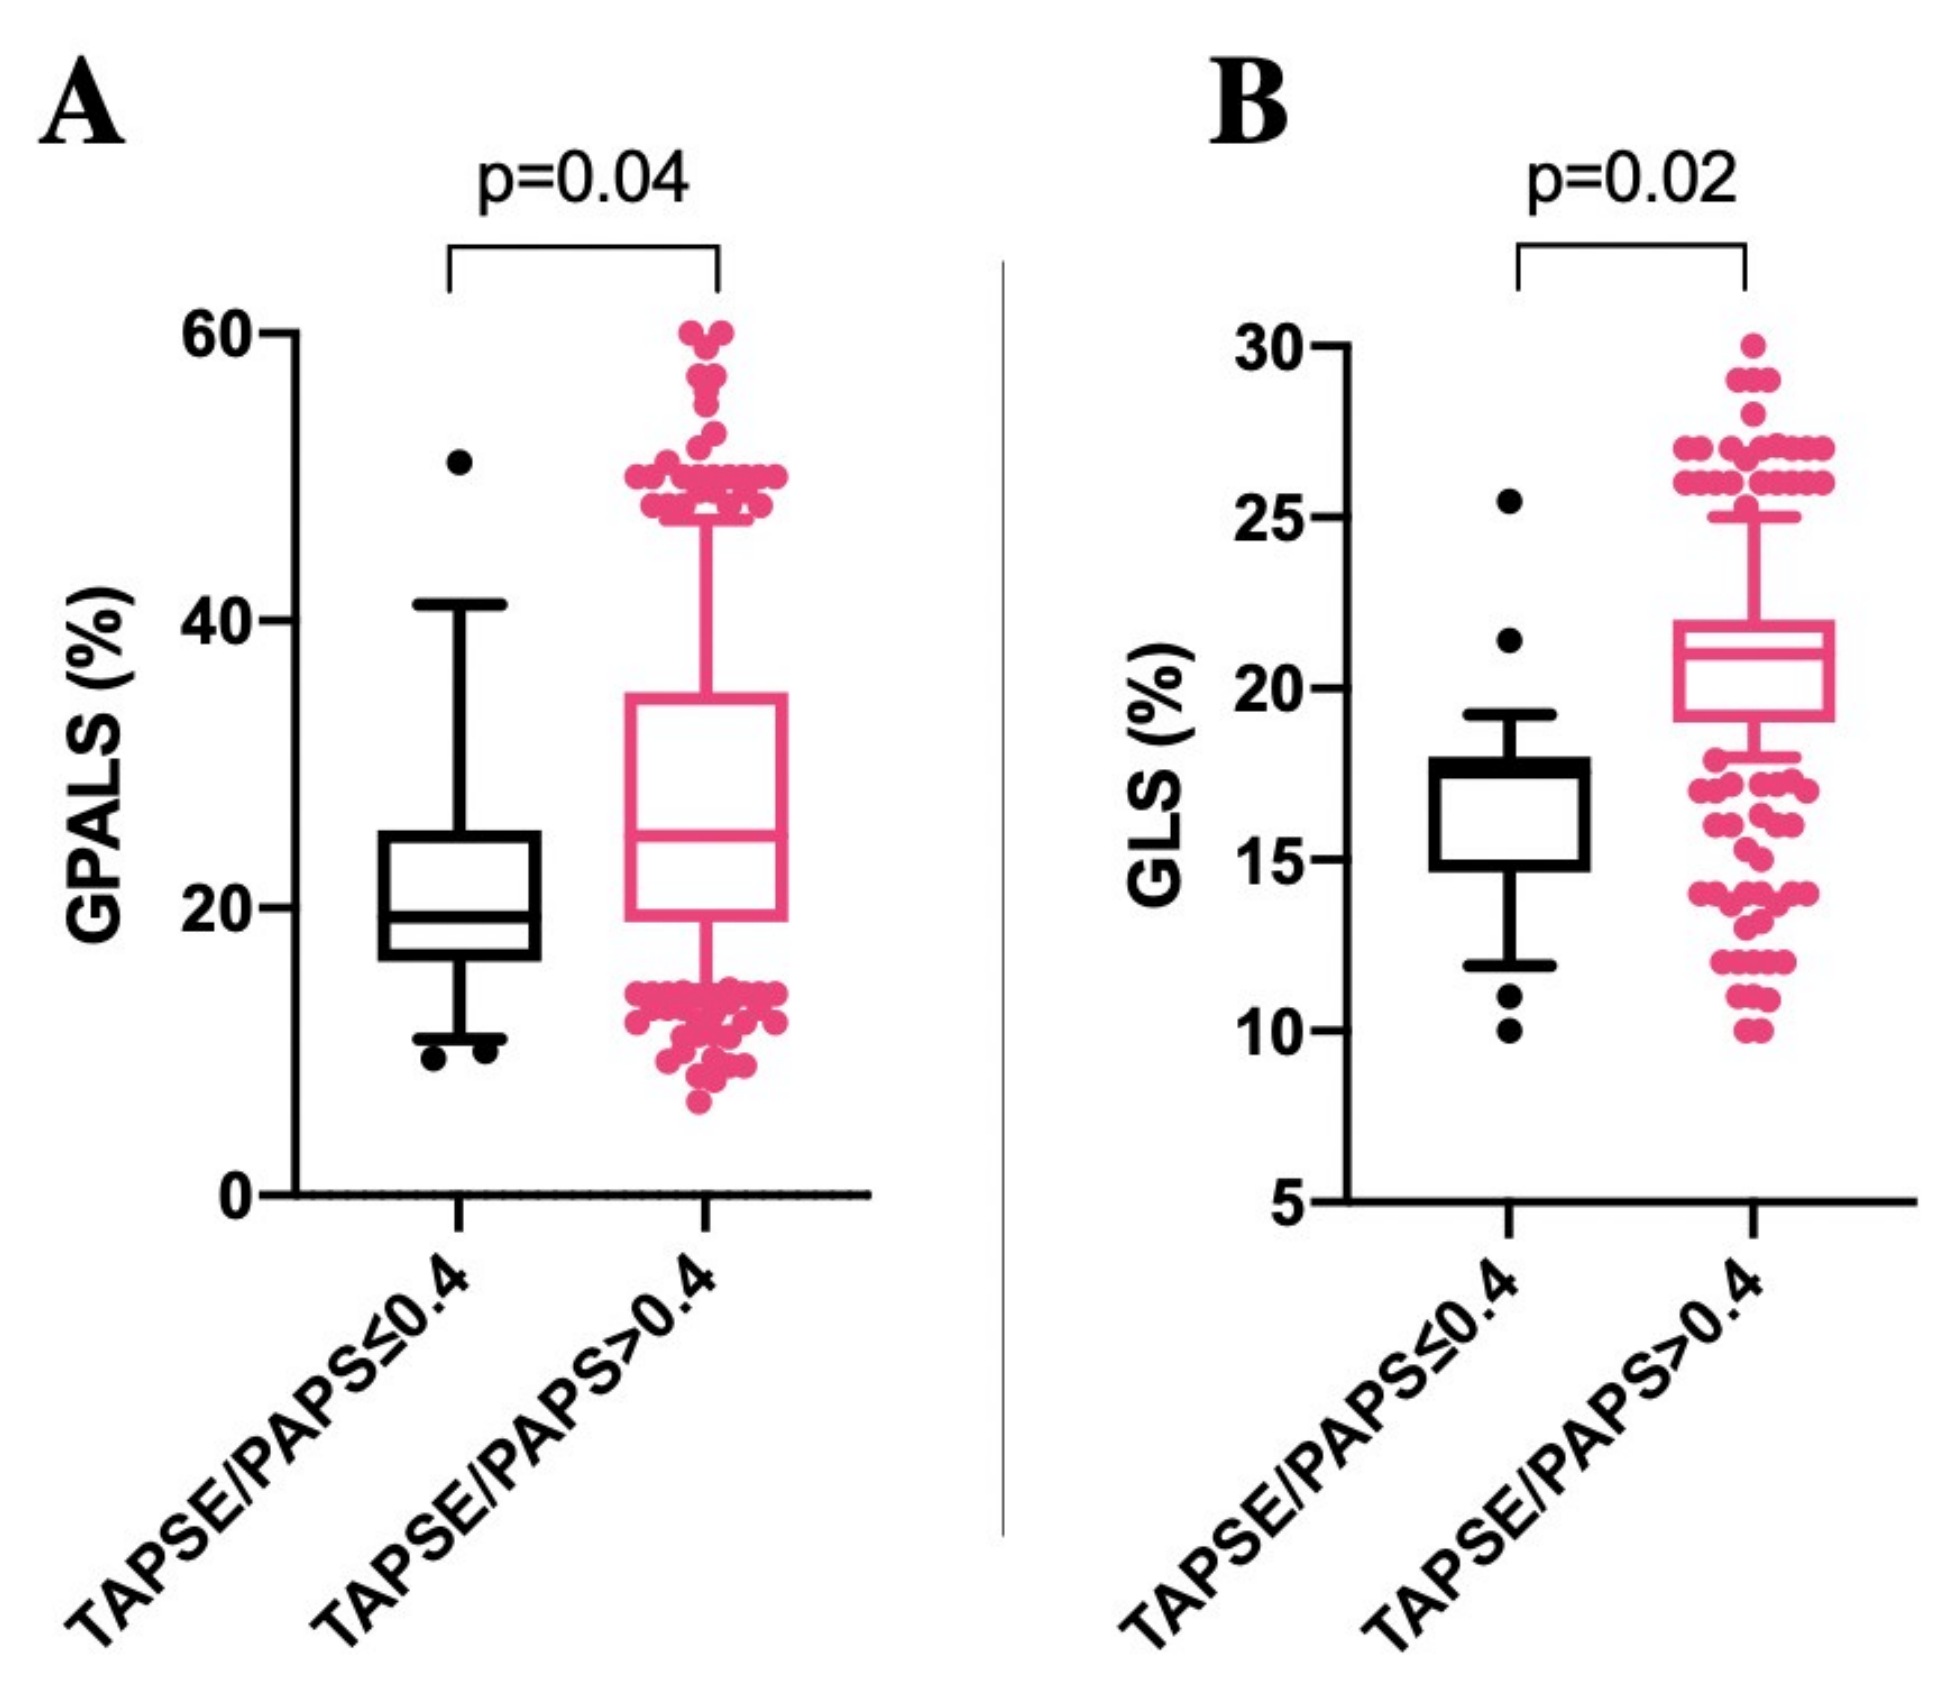 A
p=0.04
60
40
20
0
GPALS (%)
TAPSE/PAPS≤0.4
TAPSE/PAPS>0.4
B
p=0.02
30
25
20
15
10
5
GLS (%)
TAPSE/PAPS≤0.4
TAPSE/PAPS>0.4